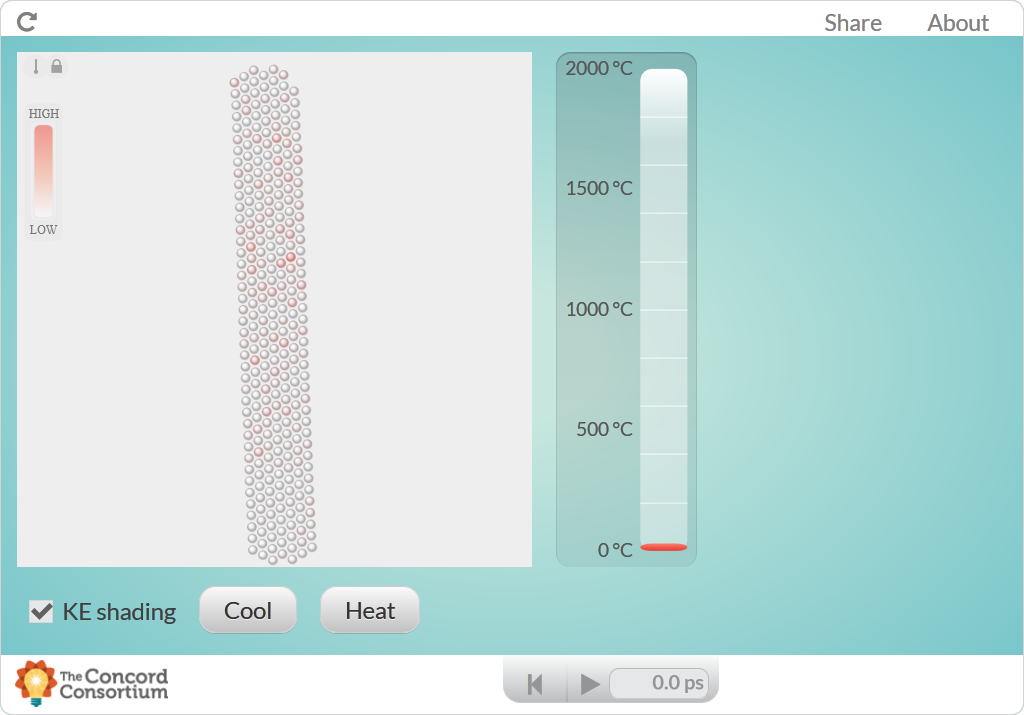 Share About
HIGH
LOW
2000 °C
1500 °C
1000 °C
500 °C
0 °C
KE shading Cool Heat
The Concord
Consortium
0.0 ps